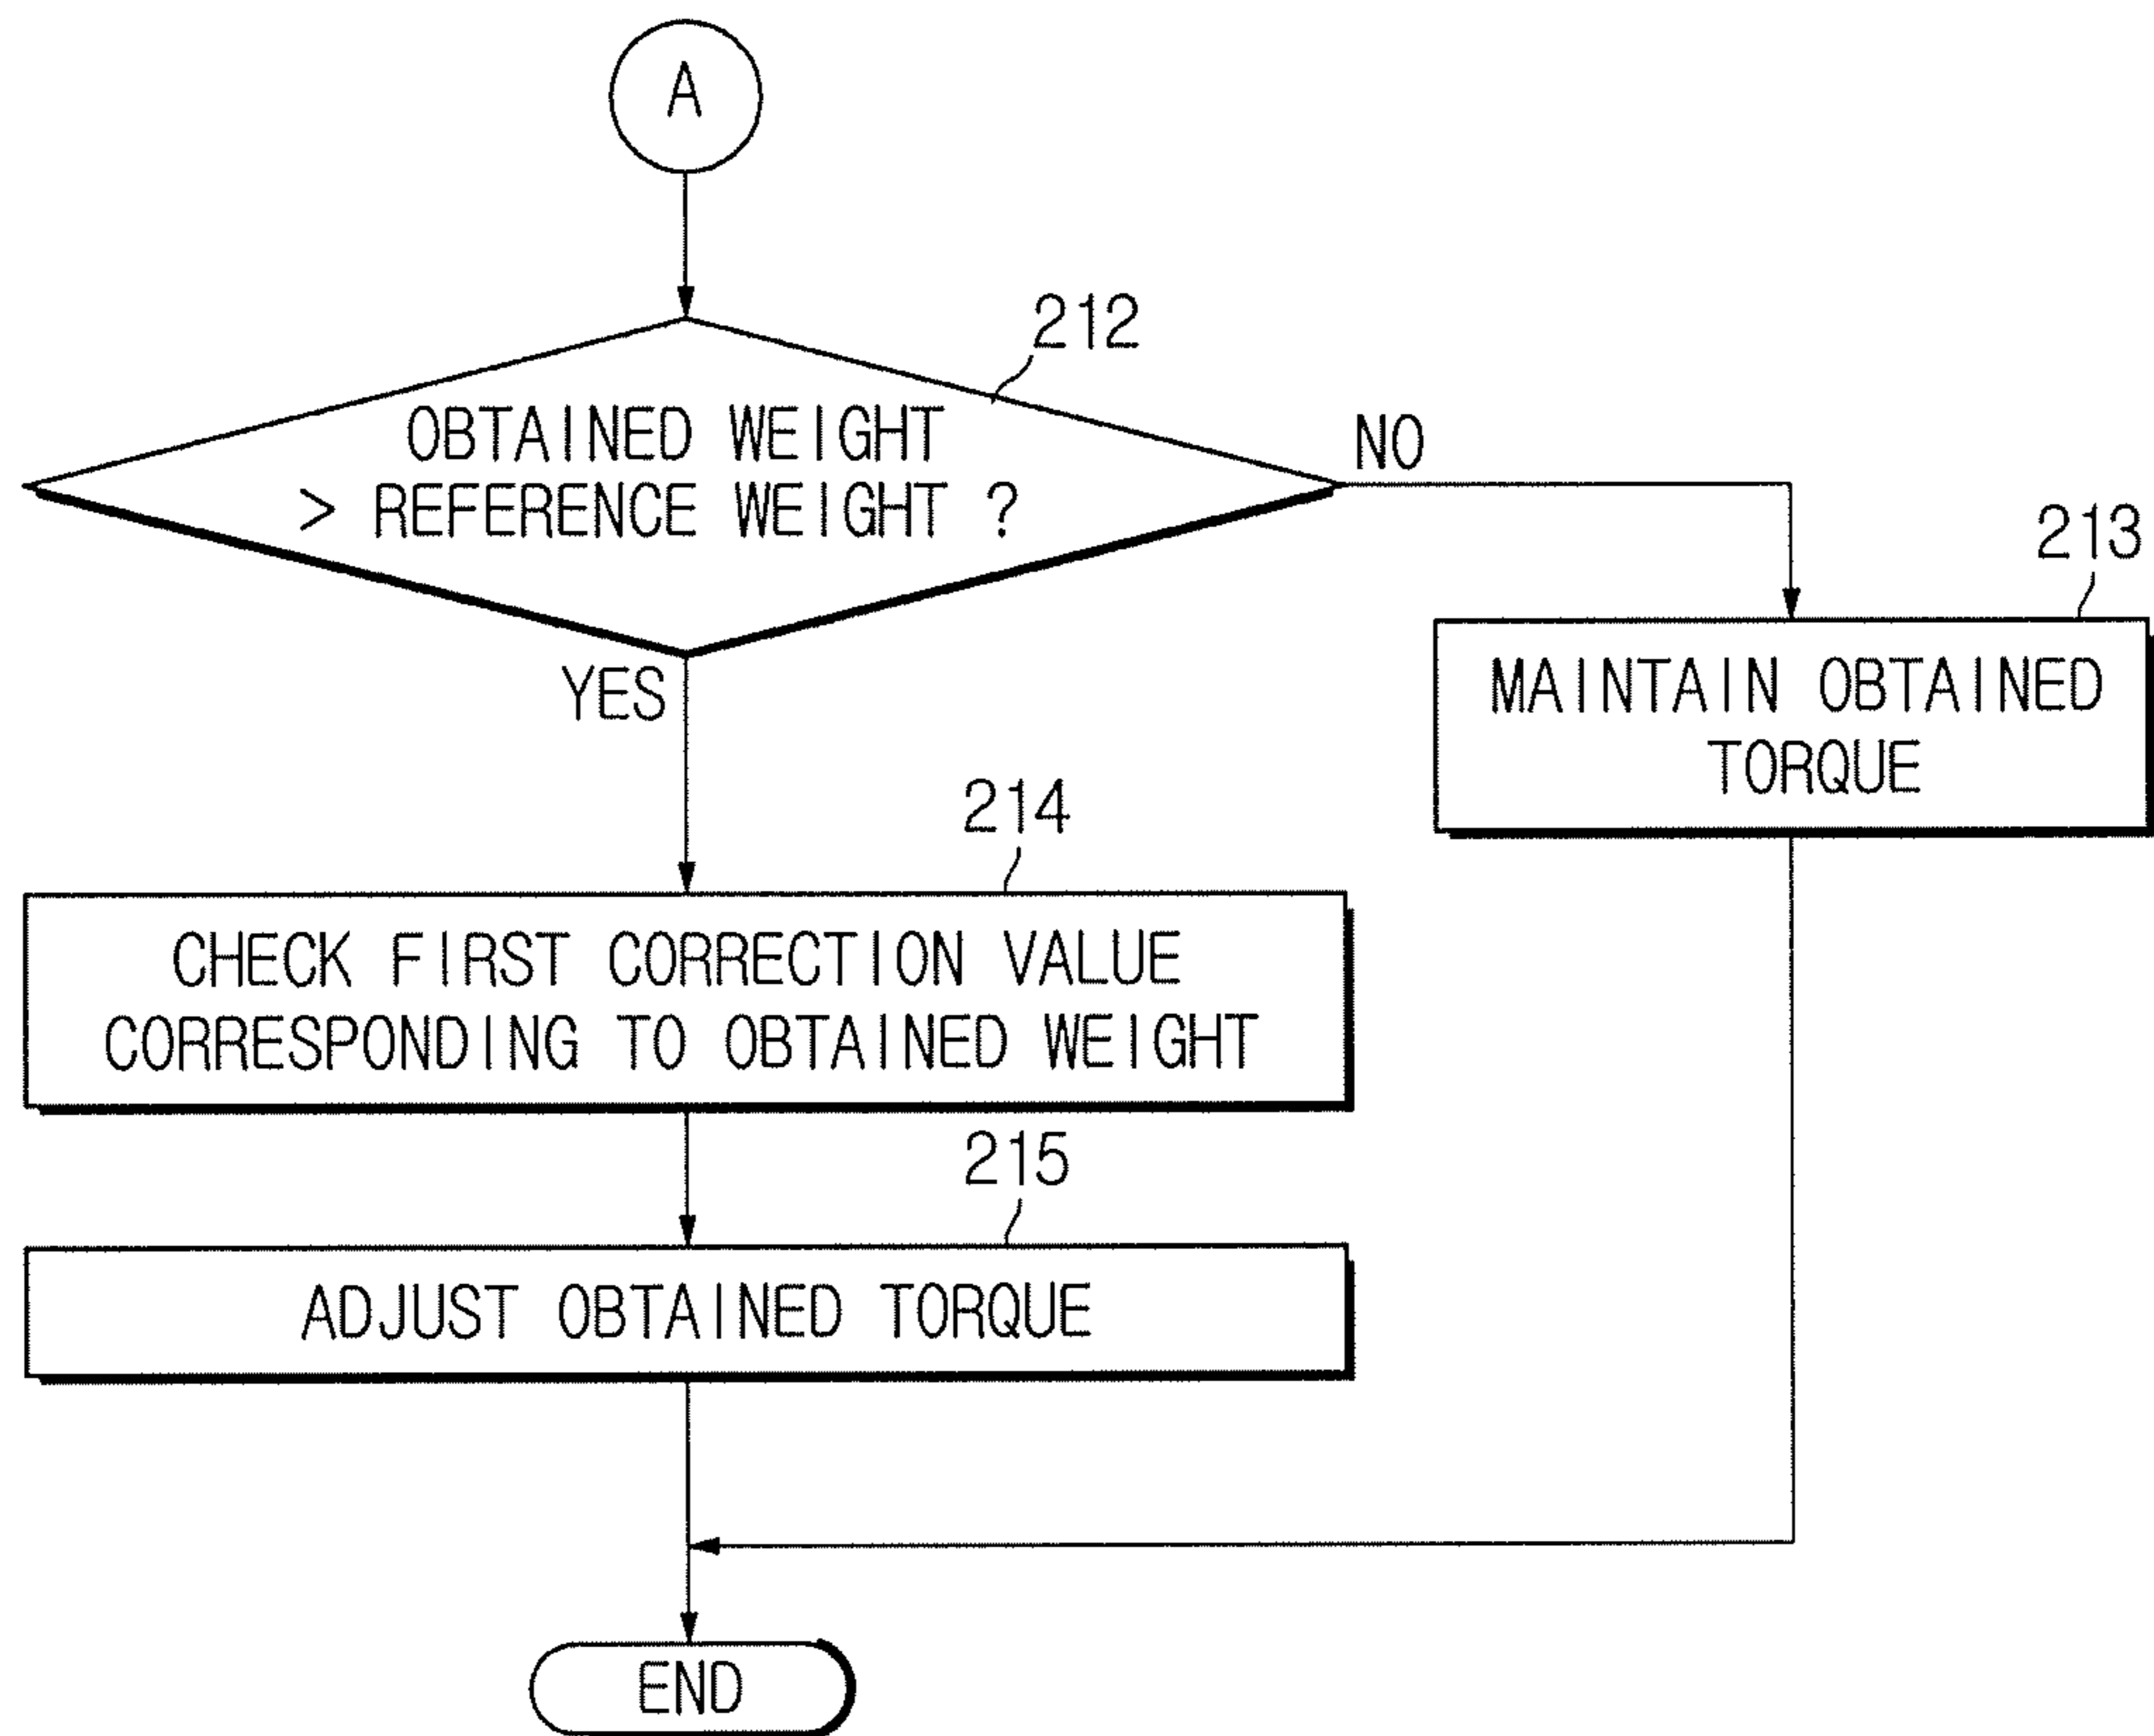 A
212
OBTAINED WEIGHT
> REFERENCE WEIGHT ?
NO
213
MAINTAIN OBTAINED
TORQUE
YES
214
CHECK FIRST CORRECTION VALUE
CORRESPONDING TO OBTAINED WEIGHT
215
ADJUST OBTAINED TORQUE
END